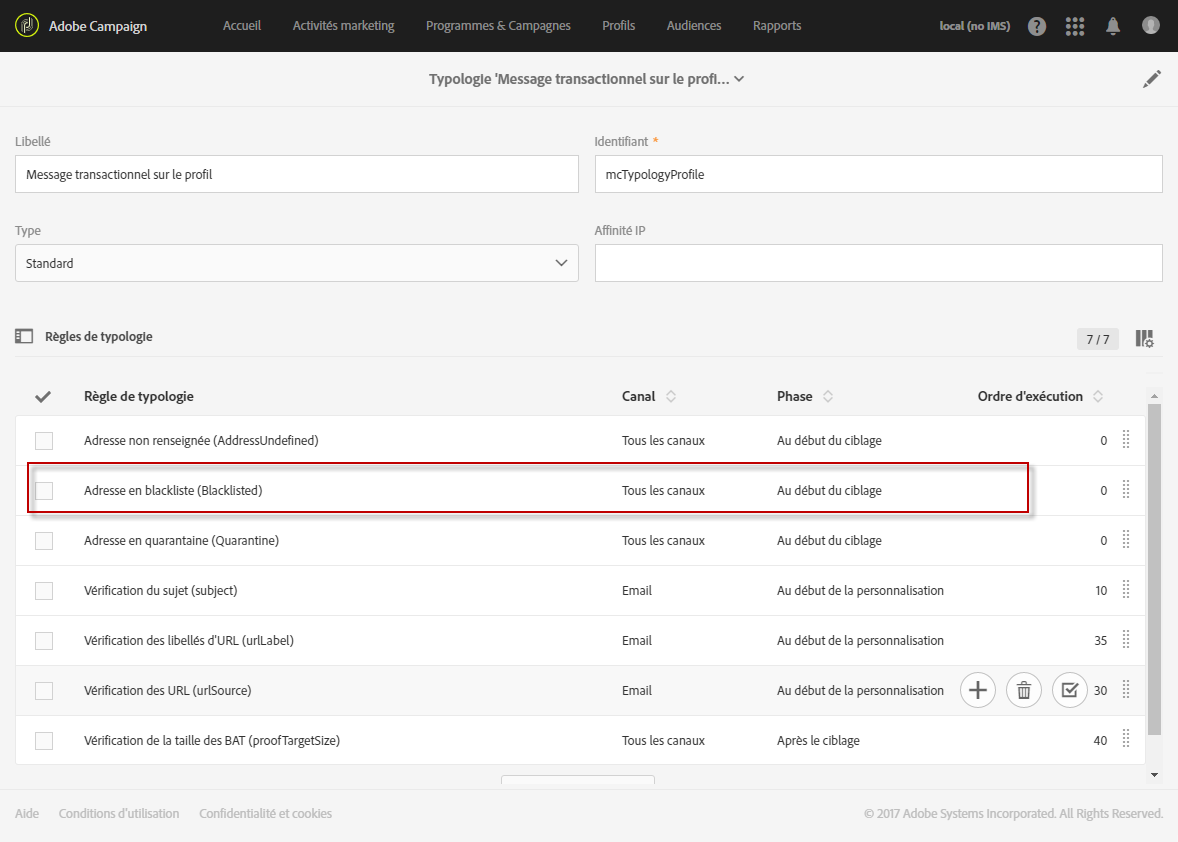 Adobe Campaign Accueil Activités marketing Programmes & Campagnes Profils Audiences Rapports local (no IMS) ?
Typologie 'Message transactionnel sur le profi...
Libellé Identifiant *
Message transactionnel sur le profil mcTypologyProfile
Type Affinité IP
Standard
Règles de typologie 7 / 7
Règle de typologie Canal Phase Ordre d'exécution
Adresse non renseignée (AddressUndefined) Tous les canaux Au début du ciblage 0
Adresse en blackliste (Blacklisted) Tous les canaux Au début du ciblage 0
Adresse en quarantaine (Quarantine) Tous les canaux Au début du ciblage 0
Vérification du sujet (subject) Email Au début de la personnalisation 10
Vérification des libellés d'URL (urlLabel) Email Au début de la personnalisation 35
Vérification des URL (urlSource) Email Au début de la personnalisation 30
Vérification de la taille des BAT (proofTargetSize) Tous les canaux Après le ciblage 40
Aide Conditions d'utilisation Confidentialité et cookies © 2017 Adobe Systems Incorporated. All Rights Reserved.